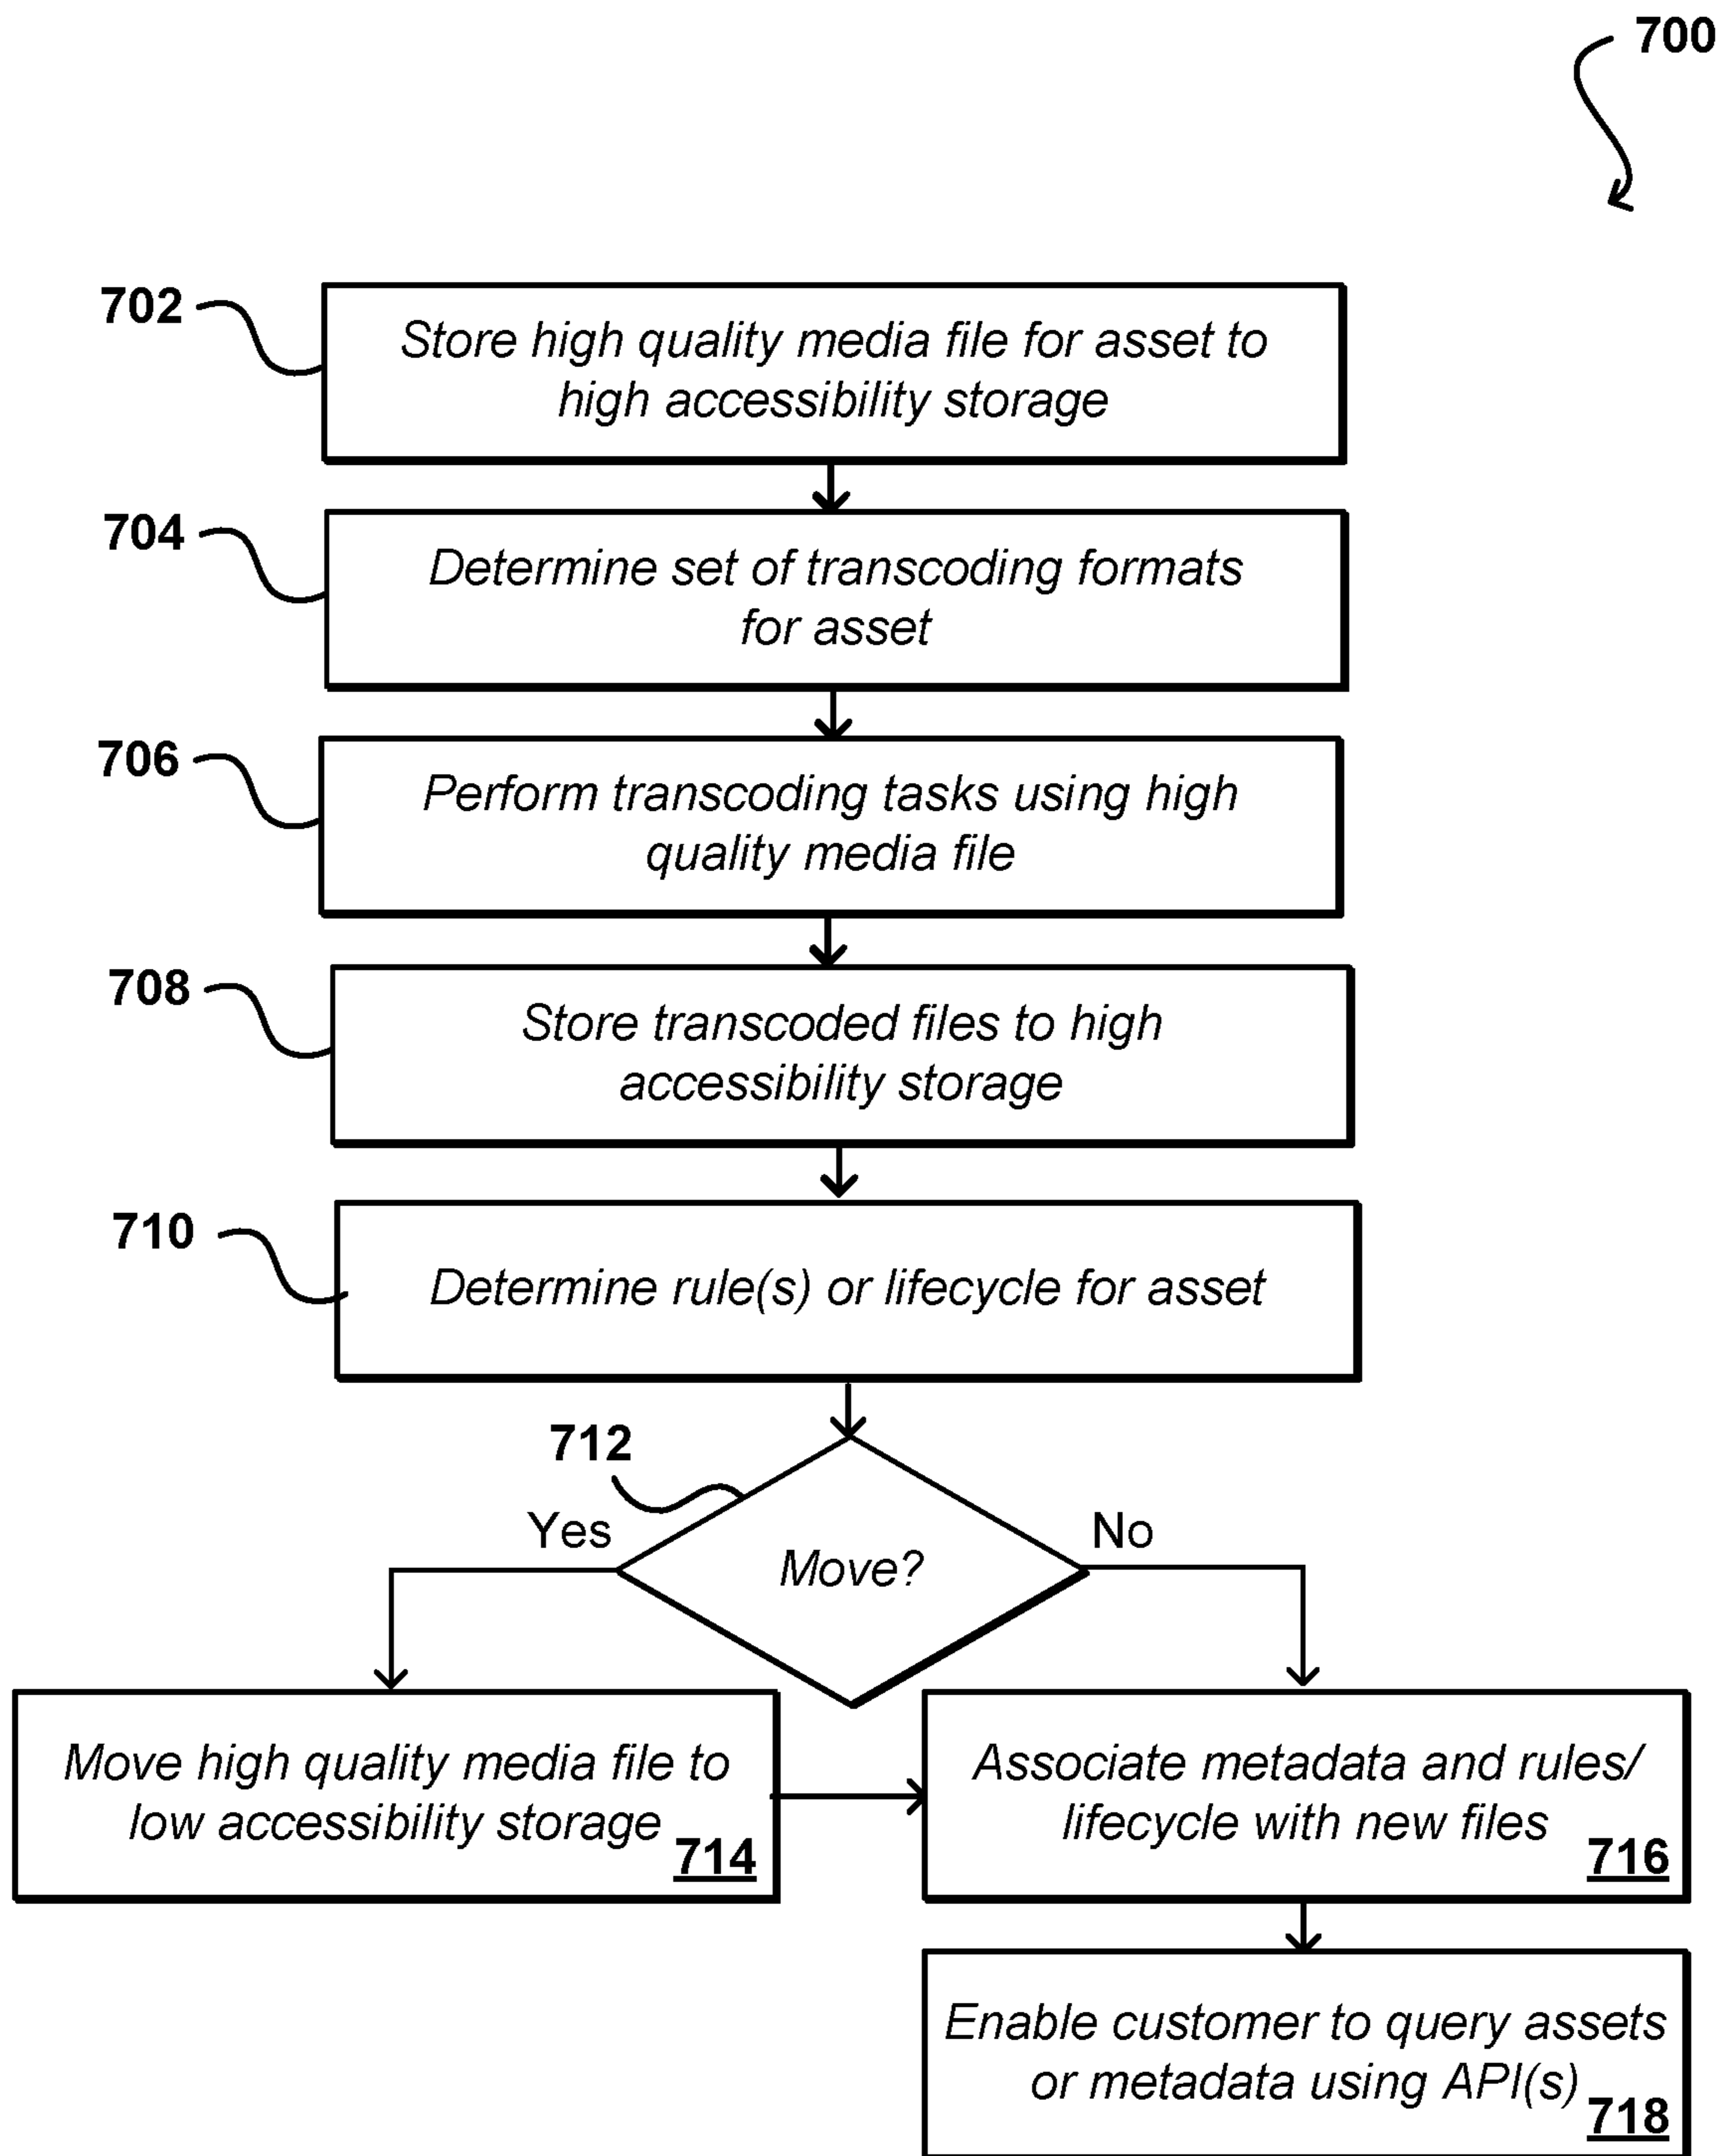 700
702
Store high quality media file for asset to
high accessibility storage
704
Determine set of transcoding formats
for asset
706
Perform transcoding tasks using high
quality media file
708
Store transcoded files to high
accessibility storage
710
Determine rule(s) or lifecycle for asset
712
Yes
No
Move?
Move high quality media file to
low accessibility storage
714
Associate metadata and rules/
lifecycle with new files
716
Enable customer to query assets
or metadata using API(s)
718